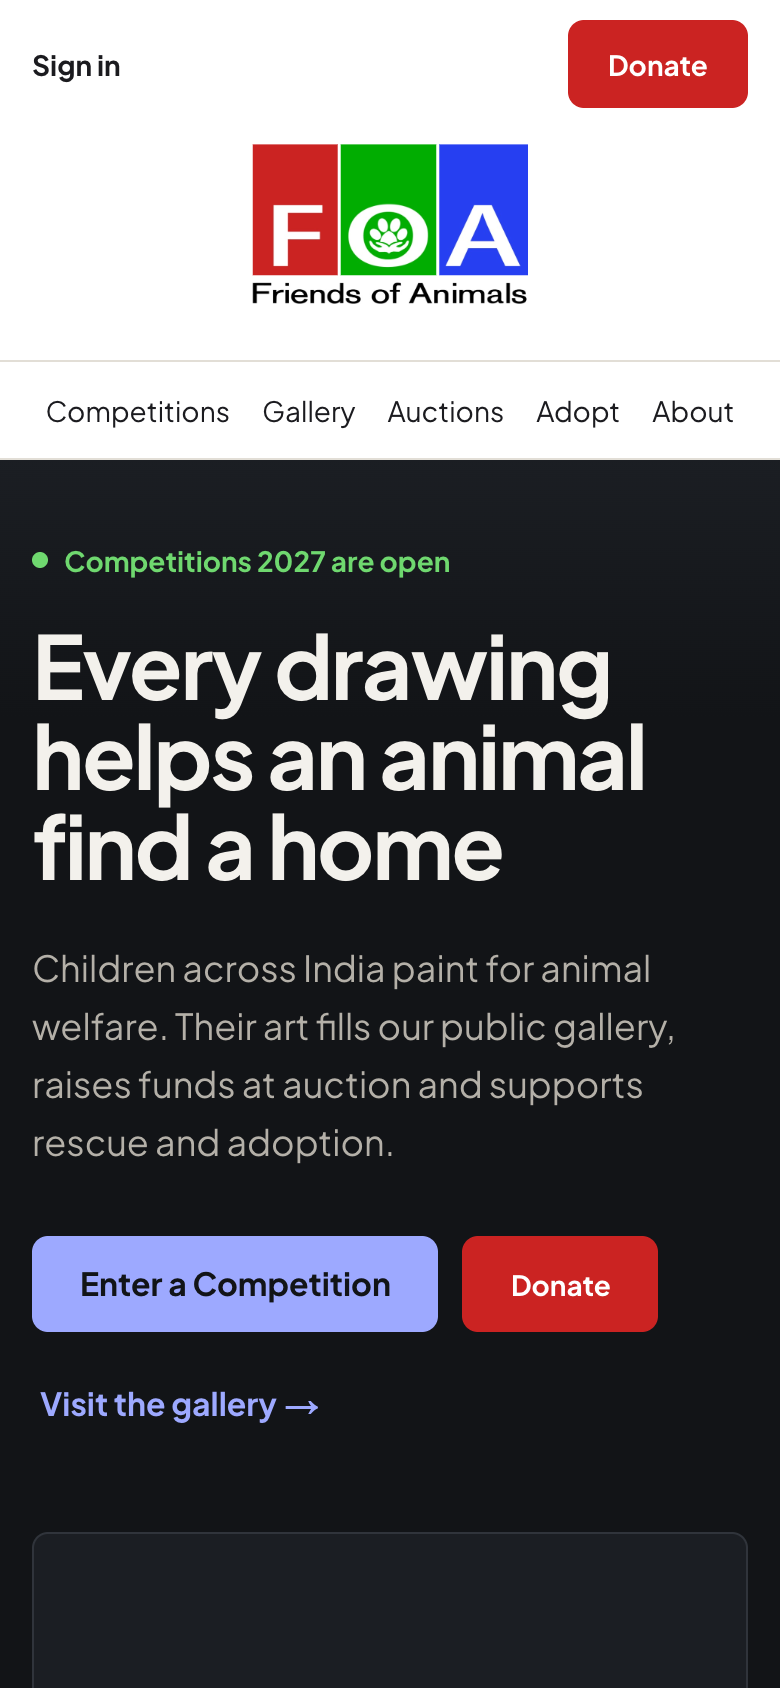 Sign in
Donate
FOA
Friends of Animals
Competitions Gallery Auctions Adopt About
Competitions 2027 are open
Every drawing
helps an animal
find a home
Children across India paint for animal
welfare. Their art fills our public gallery,
raises funds at auction and supports
rescue and adoption.
Enter a Competition
Donate
Visit the gallery →